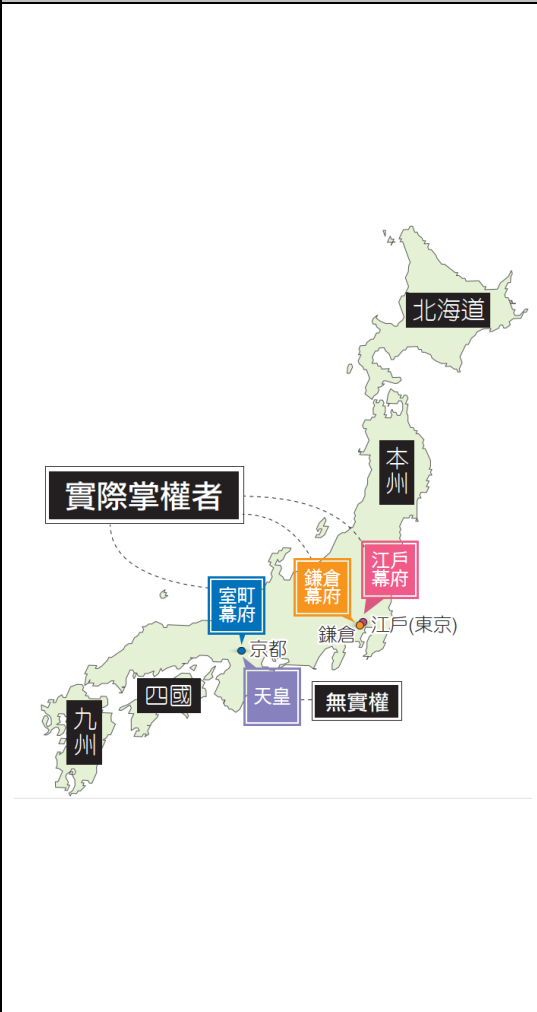 北海道
本州
實際掌權者
江戶
幕府
鎌倉
幕府
室町
幕府
江戶(東京)
鎌倉
京都
四國
天皇
無實權
九州